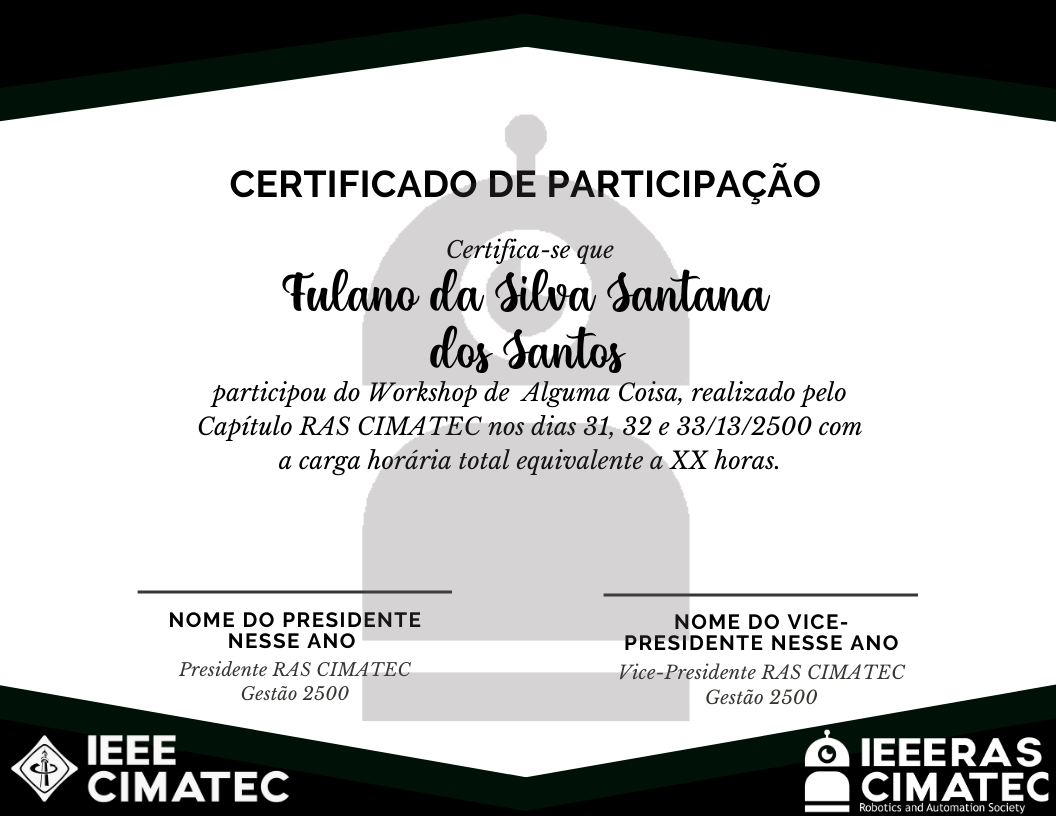 CERTIFICADO DE PARTICIPAÇÃO
Certifica-se que
Fulano da Silva Santana
dos Santos
participou do Workshop de Alguma Coisa, realizado pelo
Capítulo RAS CIMATEC nos dias 31, 32 e 33/13/2500 com
a carga horária total equivalente a XX horas.
NOME DO PRESIDENTE
NESSE ANO
Presidente RAS CIMATEC
Gestão 2500
NOME DO VICE-
PRESIDENTE NESSE ANO
Vice-Presidente RAS CIMATEC
Gestão 2500
IEEE
CIMATEC
IEEERAS
CIMATEC
Robotics and Automation Society